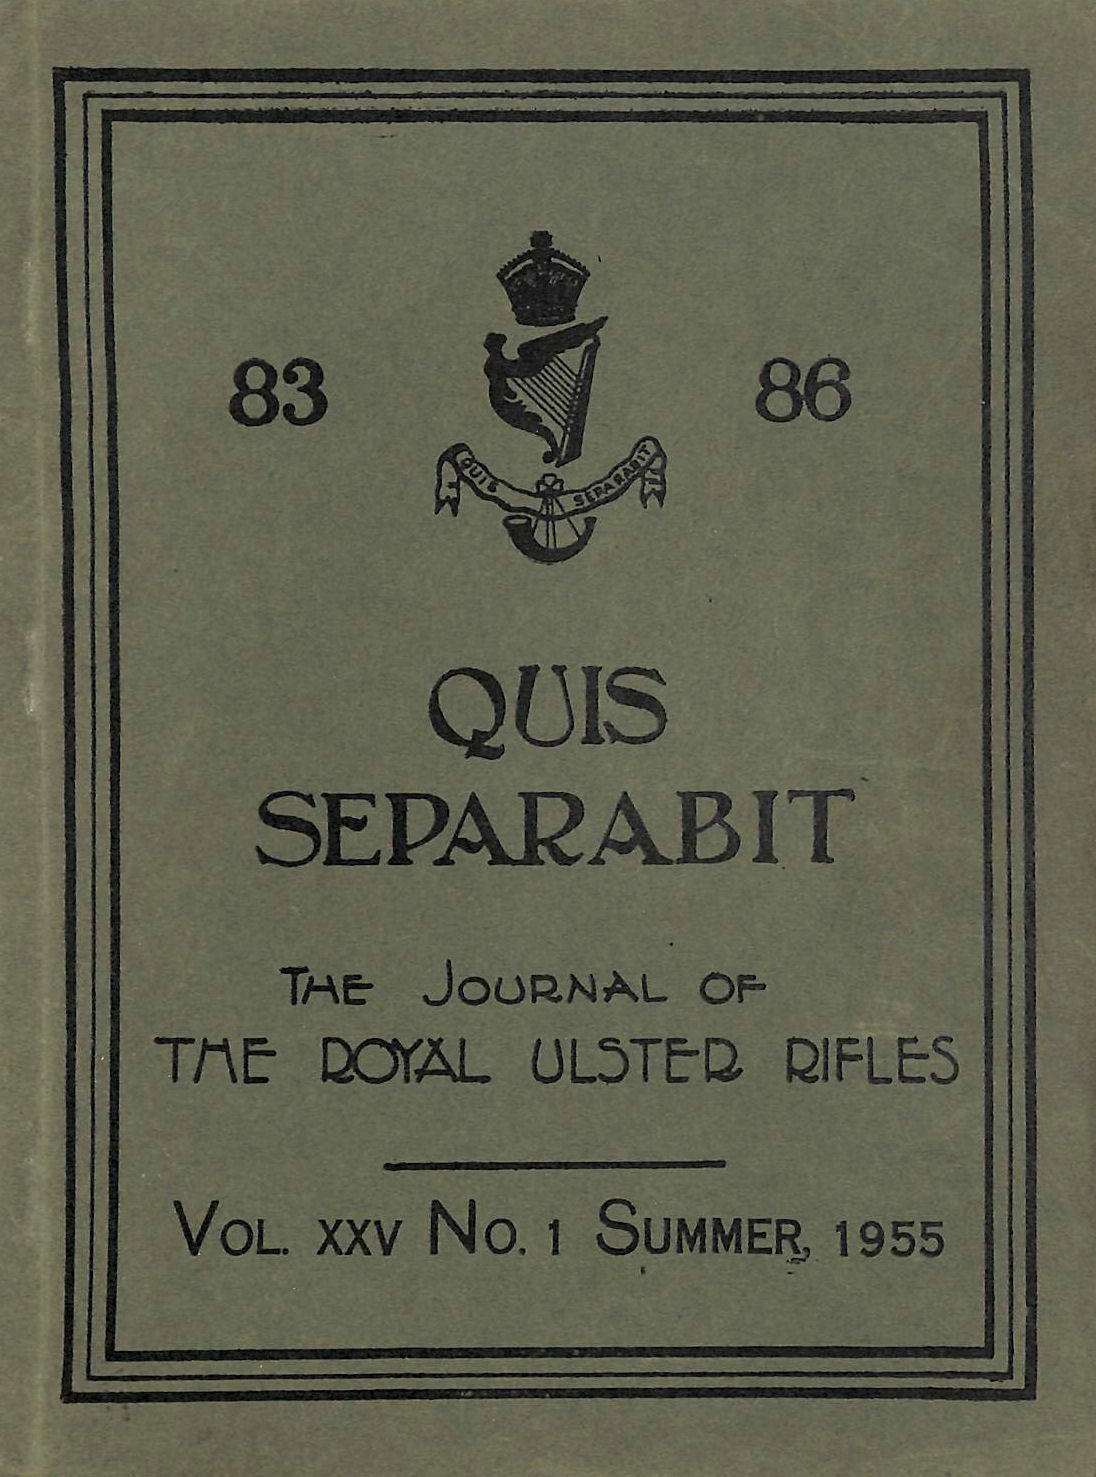 83
86
QUIS SEPARABIT
QUIS
SEPARABIT
THE JOURNAL OF
THE ROYAL ULSTER RIFLES
VOL. XXV NO. 1 SUMMER, 1955